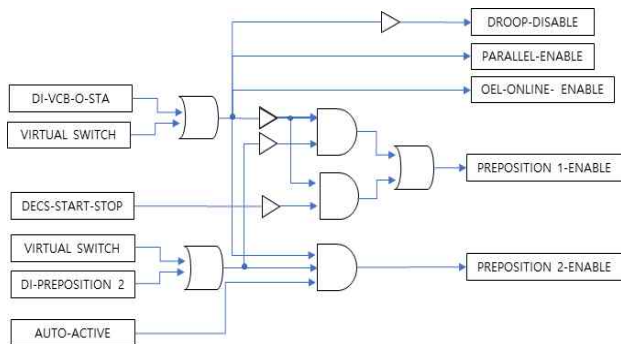 DROOP-DISABLE
PARALLEL-ENABLE
DI-VCB-O-STA
OEL-ONLINE- ENABLE
VIRTUAL SWITCH
PREPOSITION 1-ENABLE
DECS-START-STOP
VIRTUAL SWITCH
PREPOSITION 2-ENABLE
DI-PREPOSITION 2
AUTO-ACTIVE